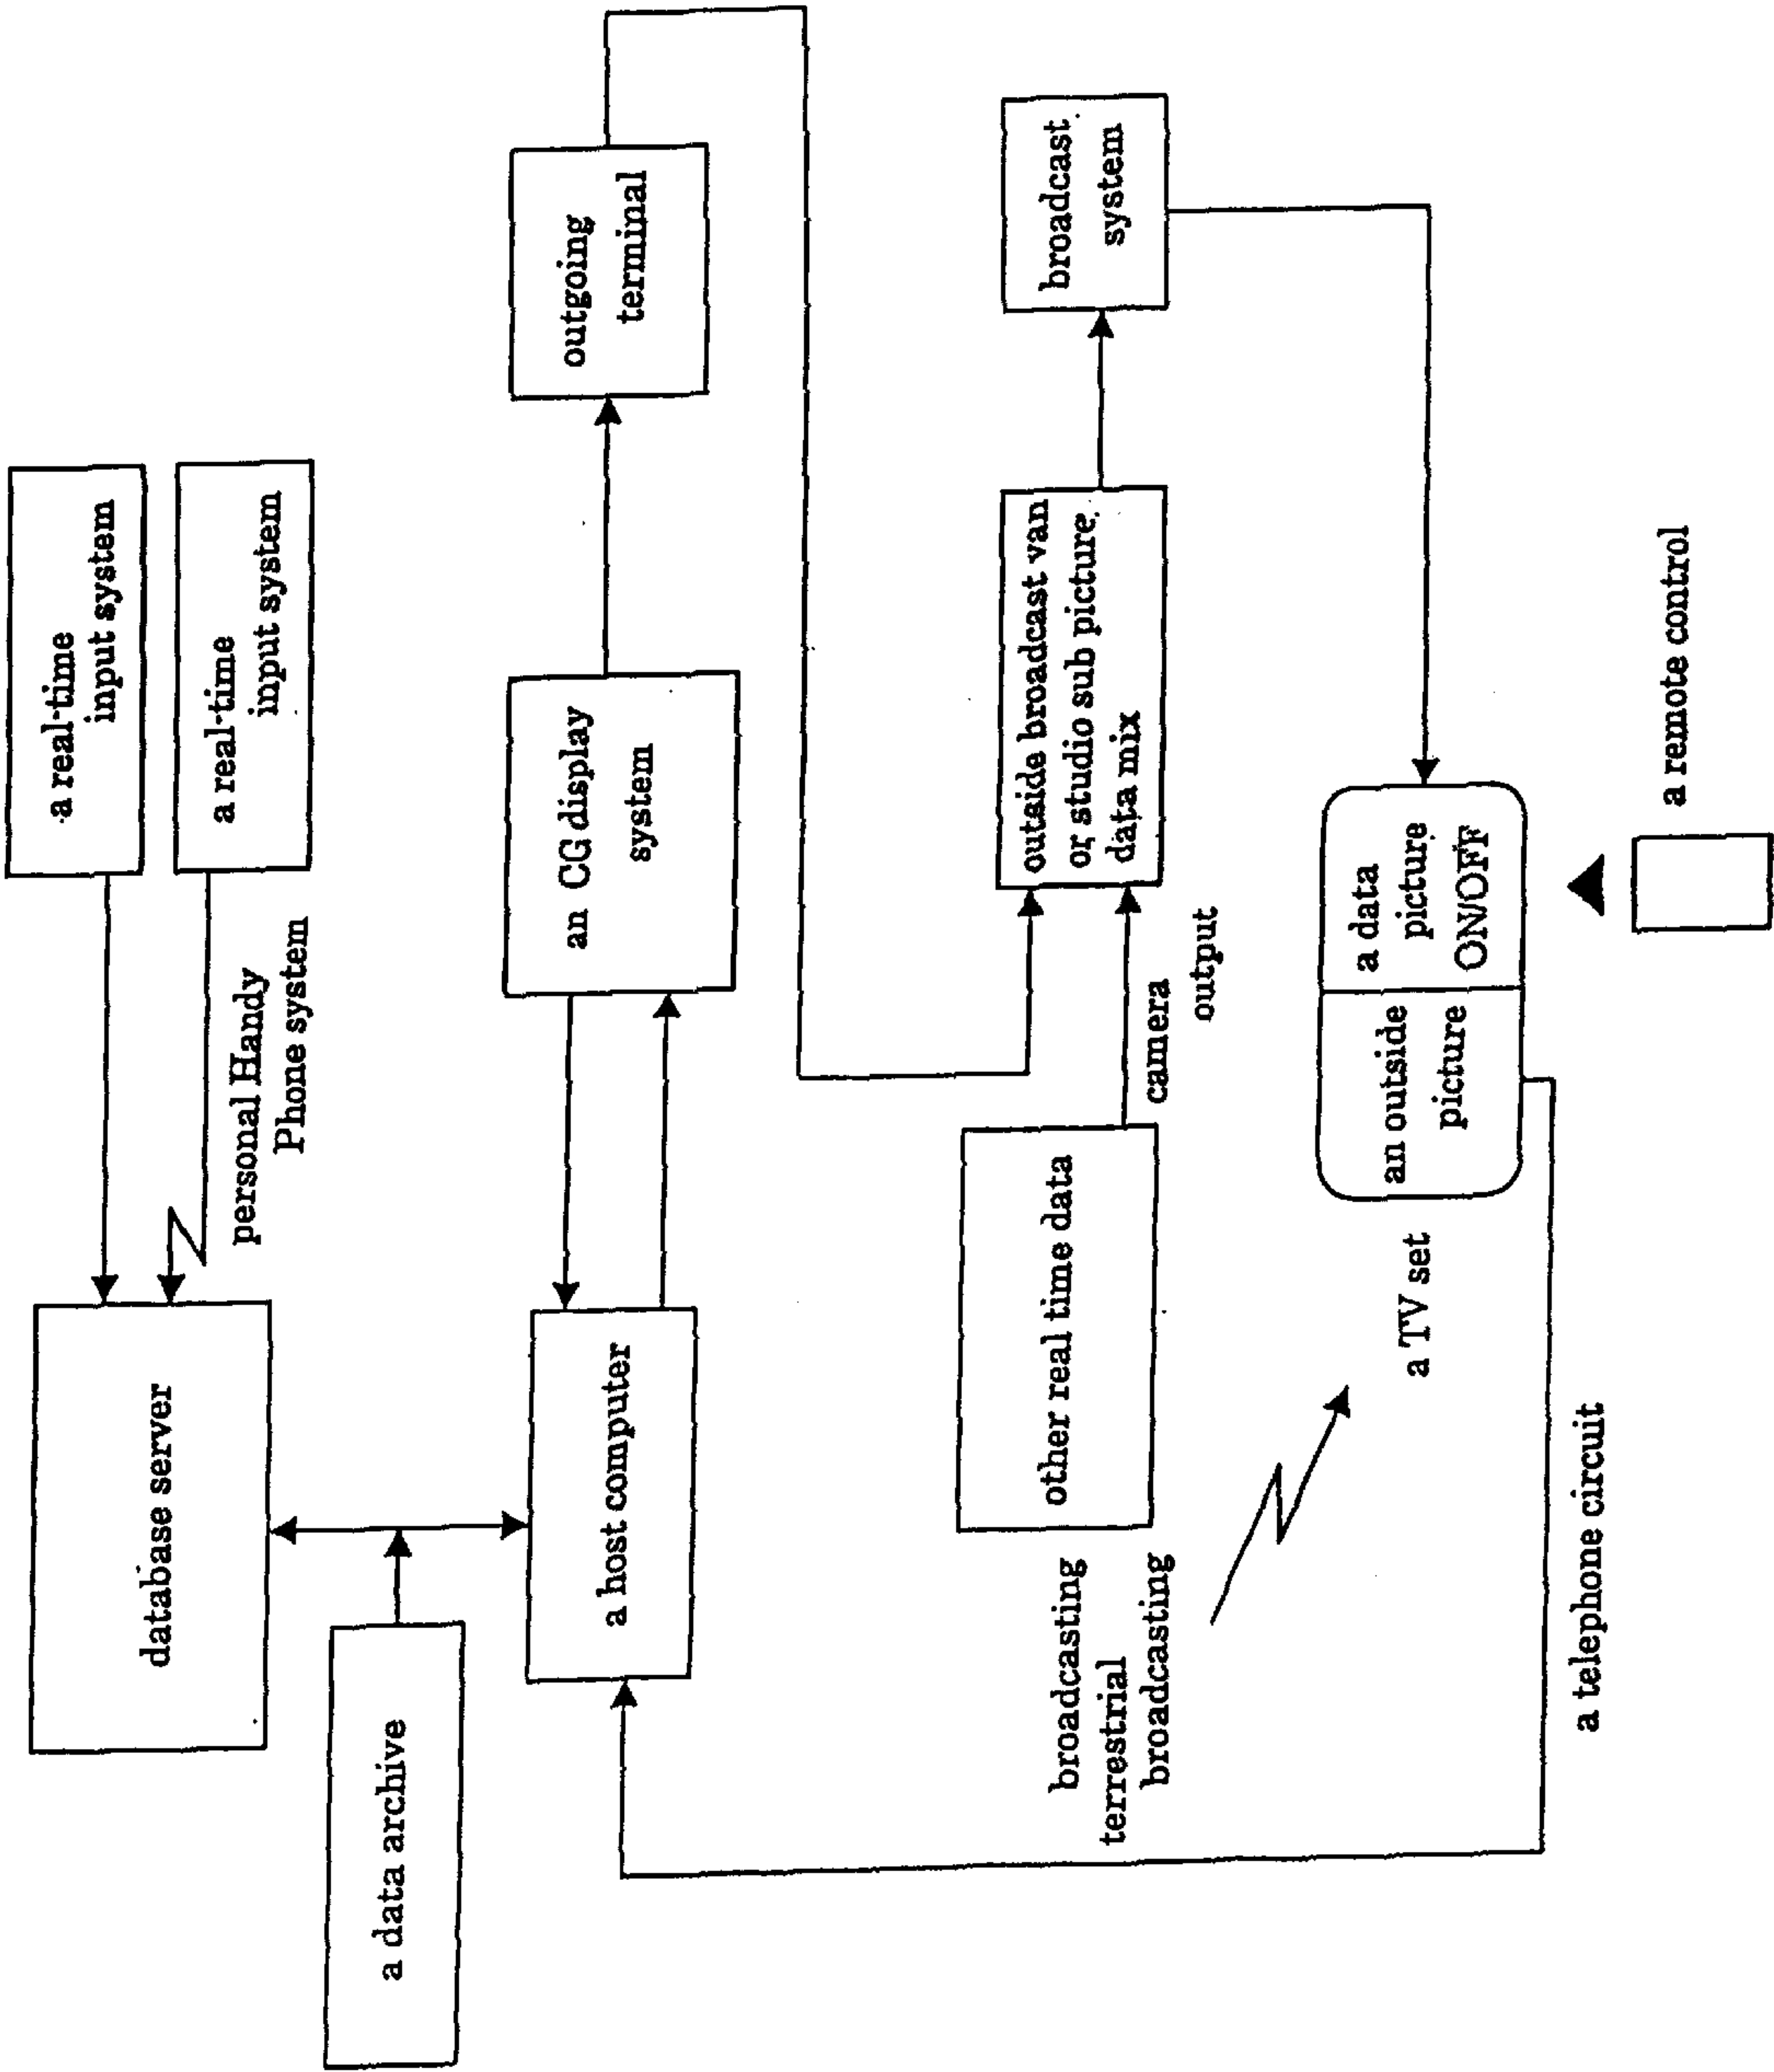 a real-time
input system
a real-time
input system
personal Handy
Phone system
database server
a data archive
a host computer
an CG display
system
outgoing
terminal
other real time data
camera
output
outside broadcast van
or studio sub picture.
data mix
broadcast
system
broadcasting
terrestrial
broadcasting
a TV set
an outside
picture
a data
picture
ON/OFF
a remote control
a telephone circuit